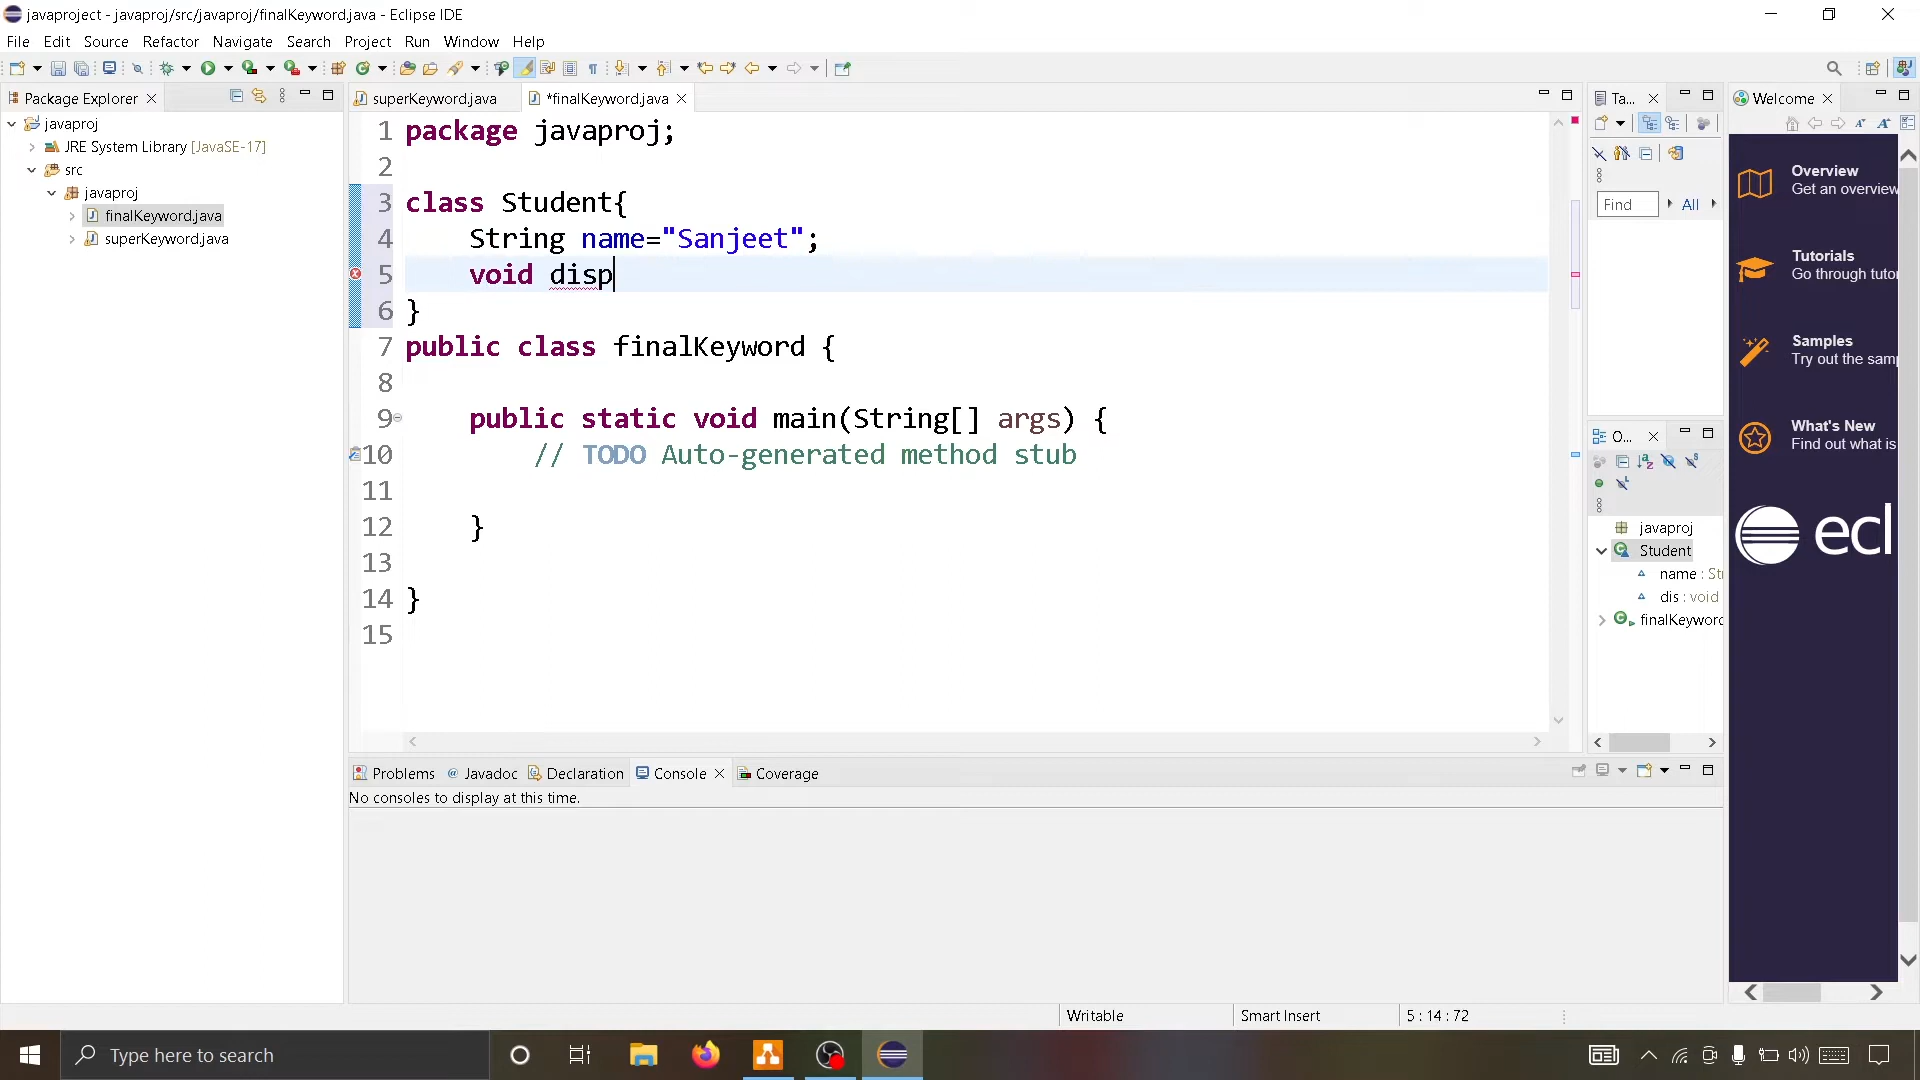 javaproject - javaproj/src/javaproj/finalKeyword.java - Eclipse IDE
File Edit Source Refactor Navigate Search Project Run Window Help
Package Explorer
superKeyword.java
*finalKeyword.java
Ta...
Welcome
javaproj
JRE System Library [JavaSE-17]
src
javaproj
finalKeyword.java
superKeyword.java
1 package javaproj;
2
3 class Student{
4 String name="Sanjeet";
5 void disp
6 }
7 public class finalKeyword {
8
9 public static void main(String[] args) {
10 // TODO Auto-generated method stub
11
12 }
13
14 }
15
Find
All
O...
javaproj
Student
name : Str
dis : void
finalKeyword
Overview
Get an overview
Tutorials
Go through tutor
Samples
Try out the samp
What's New
Find out what is
ecl
Problems @ Javadoc Declaration Console Coverage
No consoles to display at this time.
Writable
Smart Insert
5 : 14 : 72
Type here to search